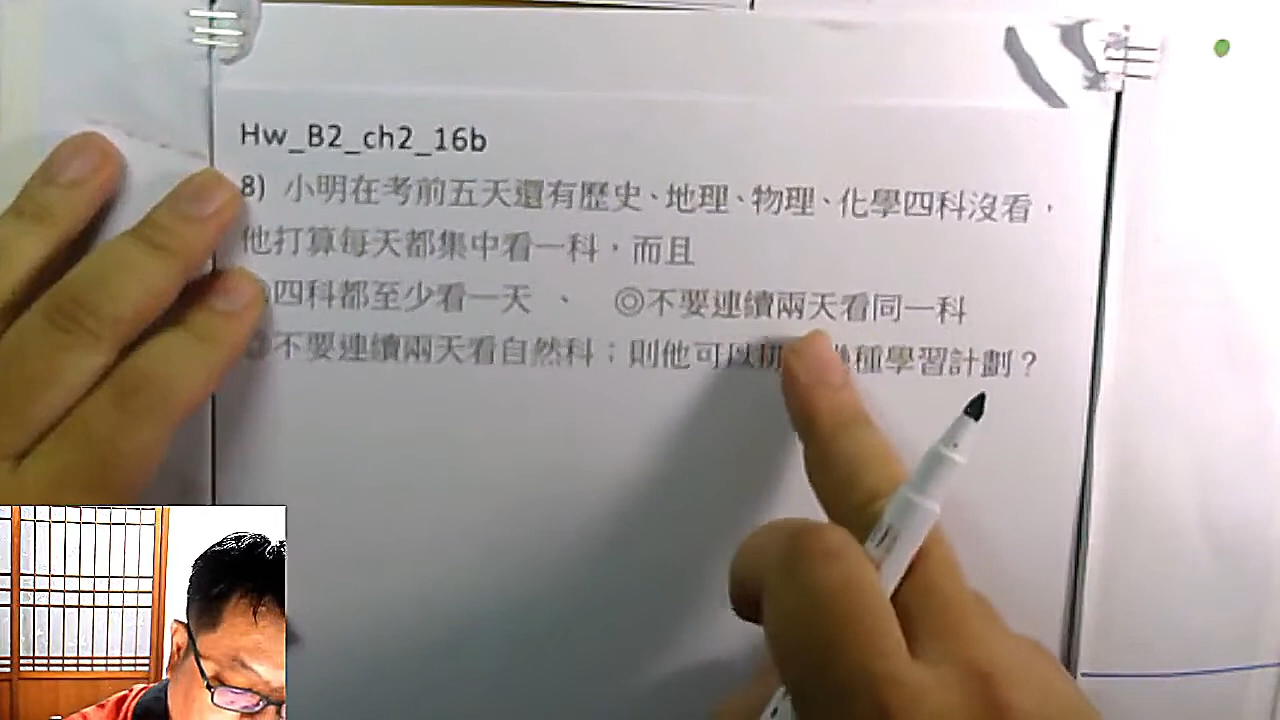 Hw_B2_ch2_16b
8) 小明在考前五天還有歷史、地理、物理、化學四科沒看，
他打算每天都集中看一科，而且
四科都至少看一天 、 ◎不要連續兩天看同一科
不要連續兩天看自然科；則他可以 種學習計劃？